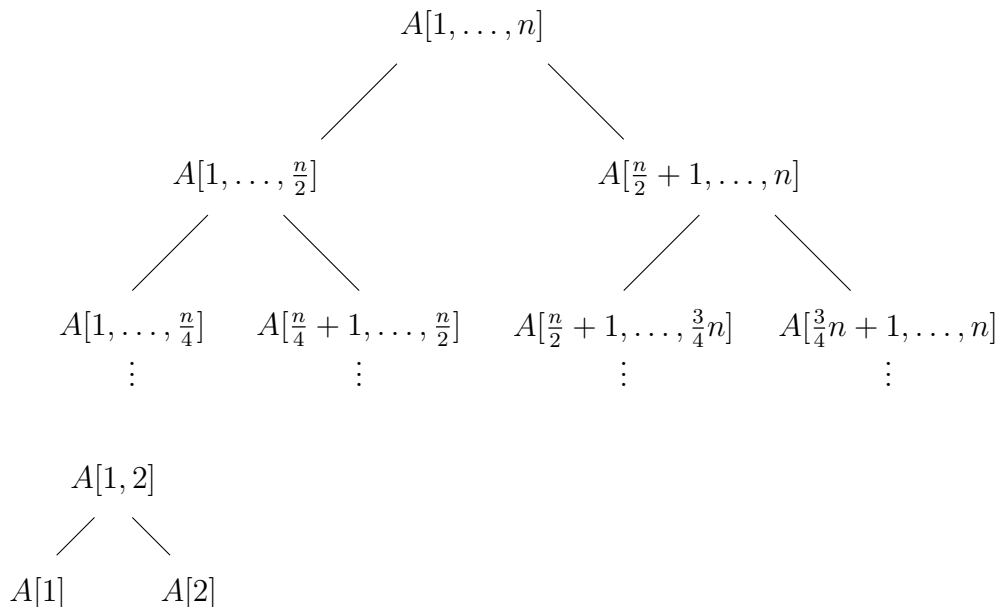 A[1, . . . , n]
A[1, . . . , n/2] A[n/2 + 1, . . . , n]
A[1, . . . , n/4] A[n/4 + 1, . . . , n/2] A[n/2 + 1, . . . , 3/4 n] A[3/4 n + 1, . . . , n]
⋮ ⋮ ⋮ ⋮
A[1, 2]
A[1] A[2]